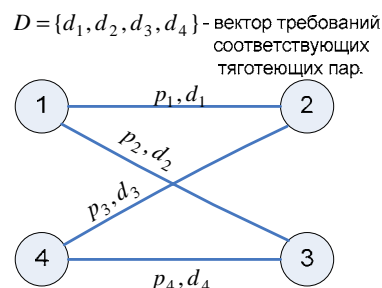 D = {d₁, d₂, d₃, d₄} - вектор требований
соответствующих
тяготеющих пар.
1
p₁, d₁
2
p₂, d₂
p₃, d₃
4
p₄, d₄
3